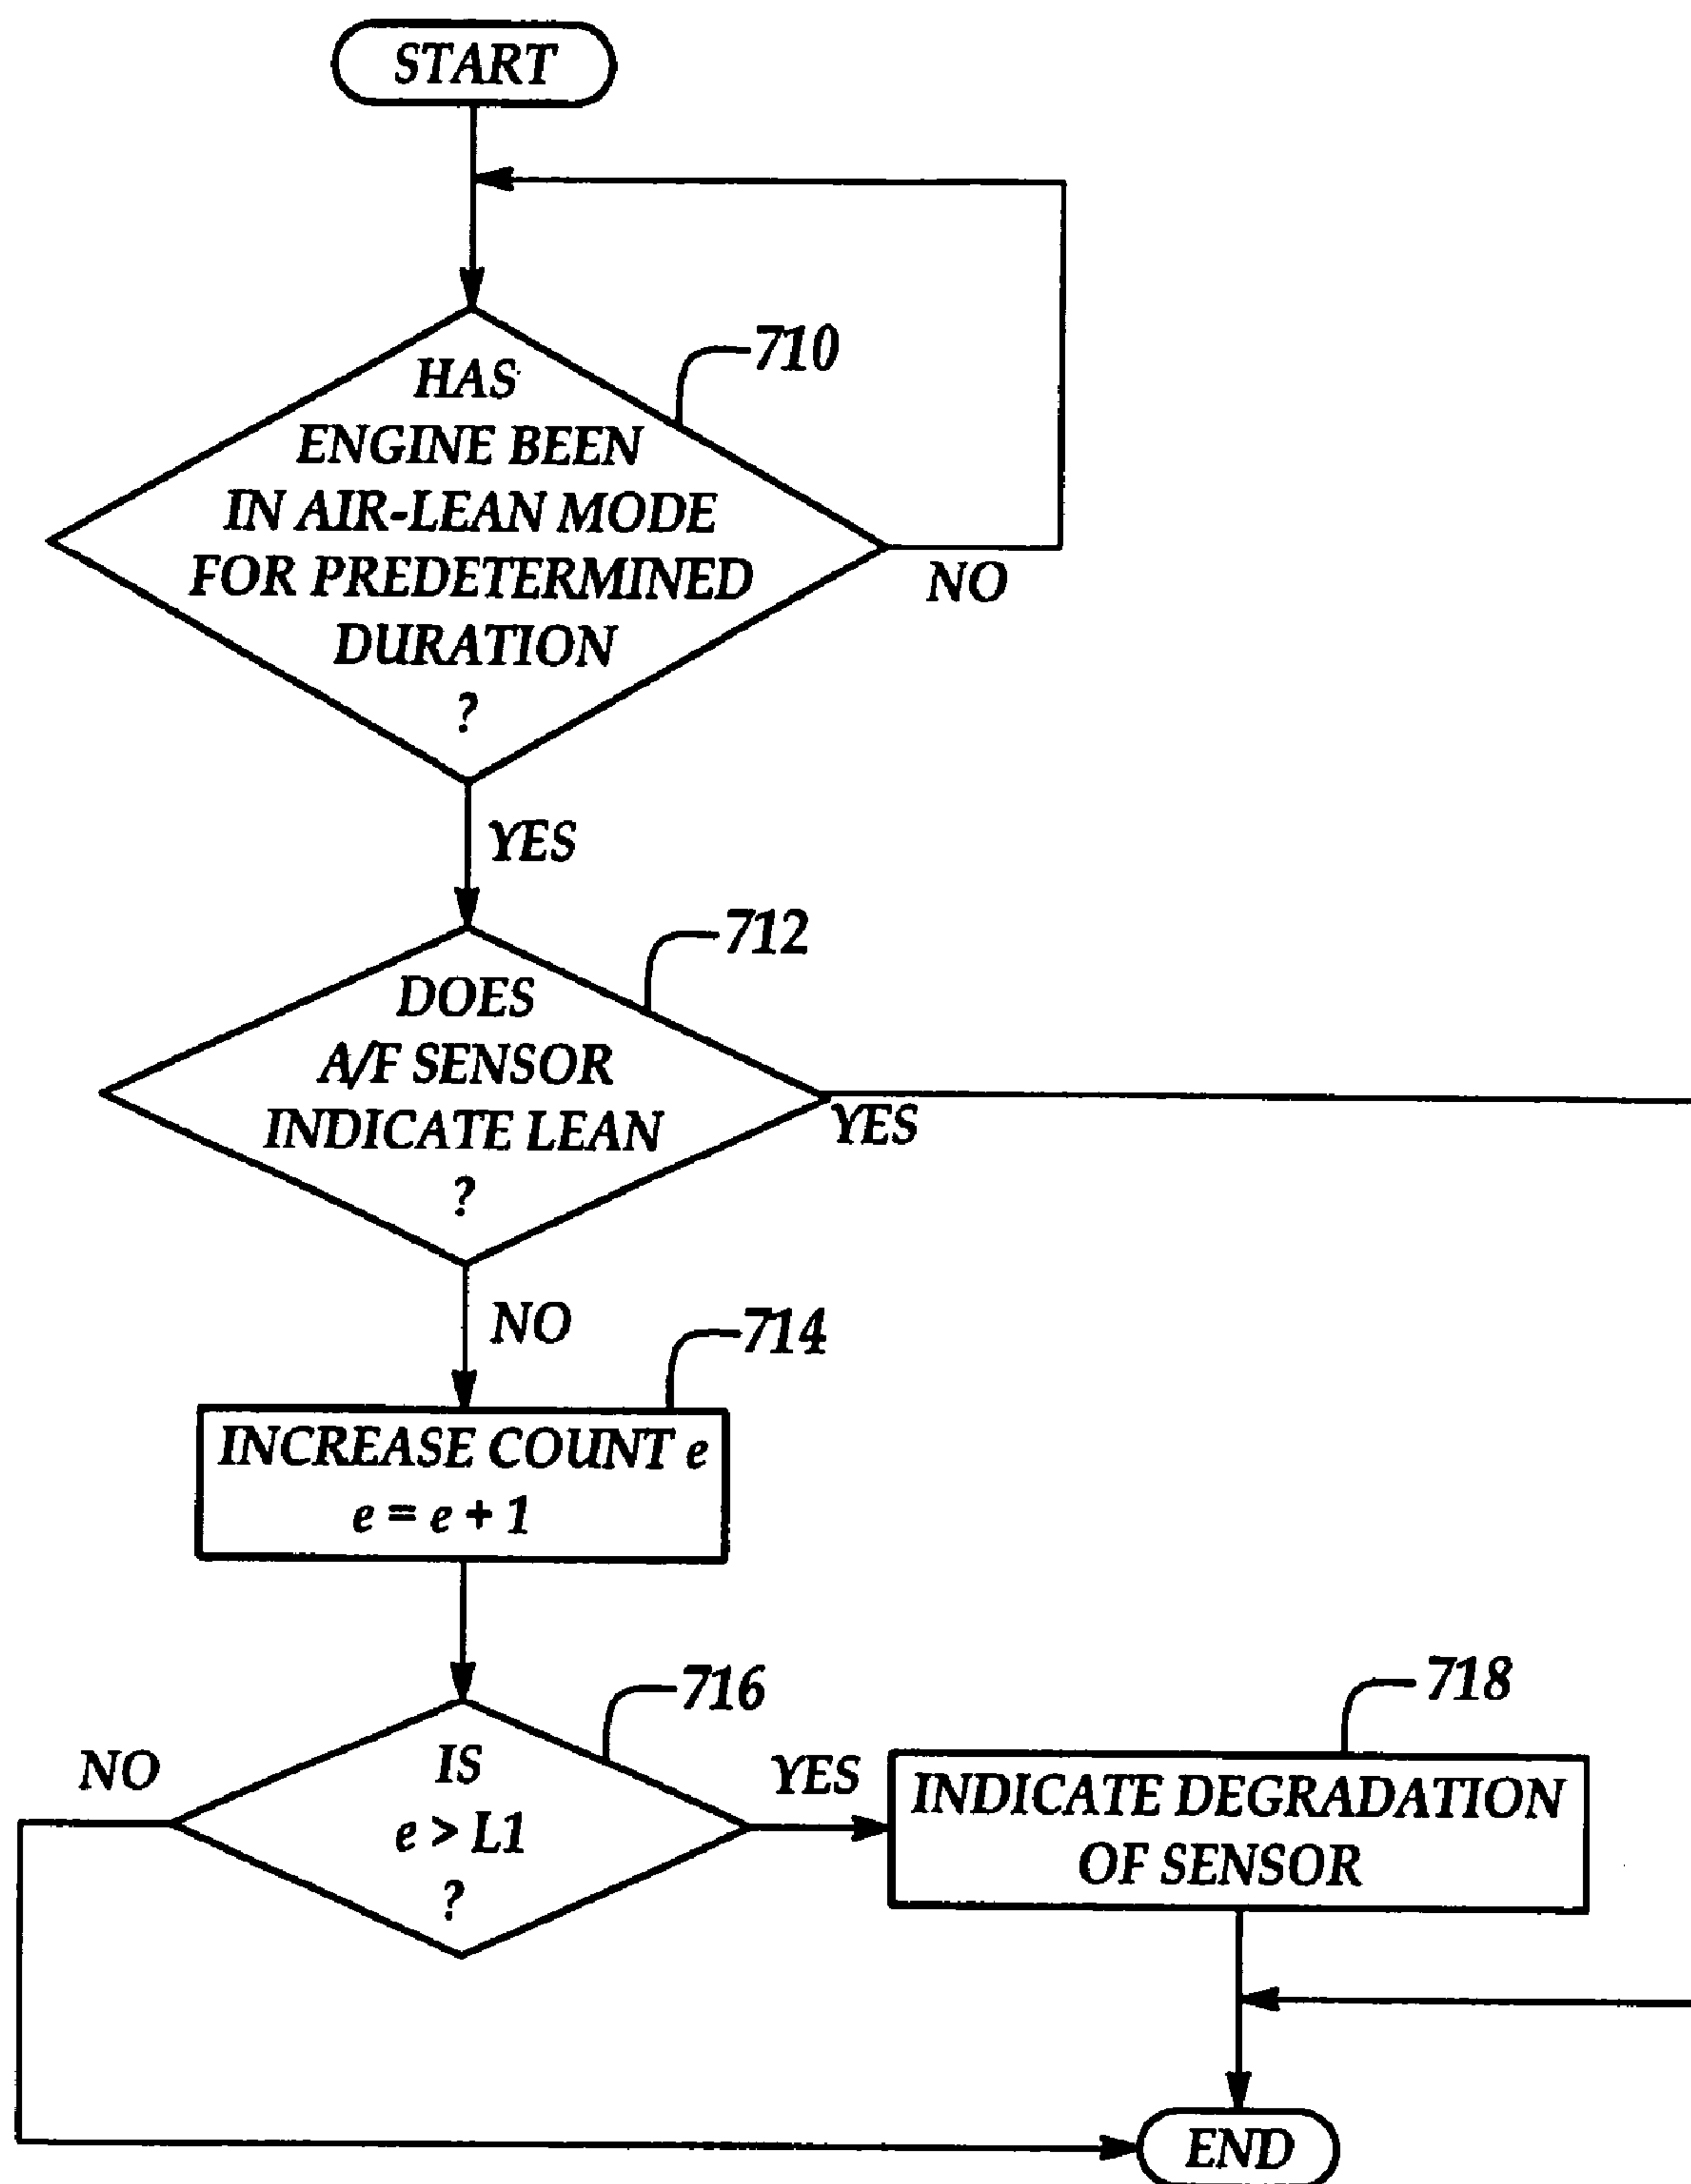 START
710
HAS
ENGINE BEEN
IN AIR-LEAN MODE
FOR PREDETERMINED
DURATION
?
NO
YES
712
DOES
A/F SENSOR
INDICATE LEAN
?
YES
NO
714
INCREASE COUNT e
e = e + 1
716
IS
e > L1
?
NO
YES
718
INDICATE DEGRADATION
OF SENSOR
END